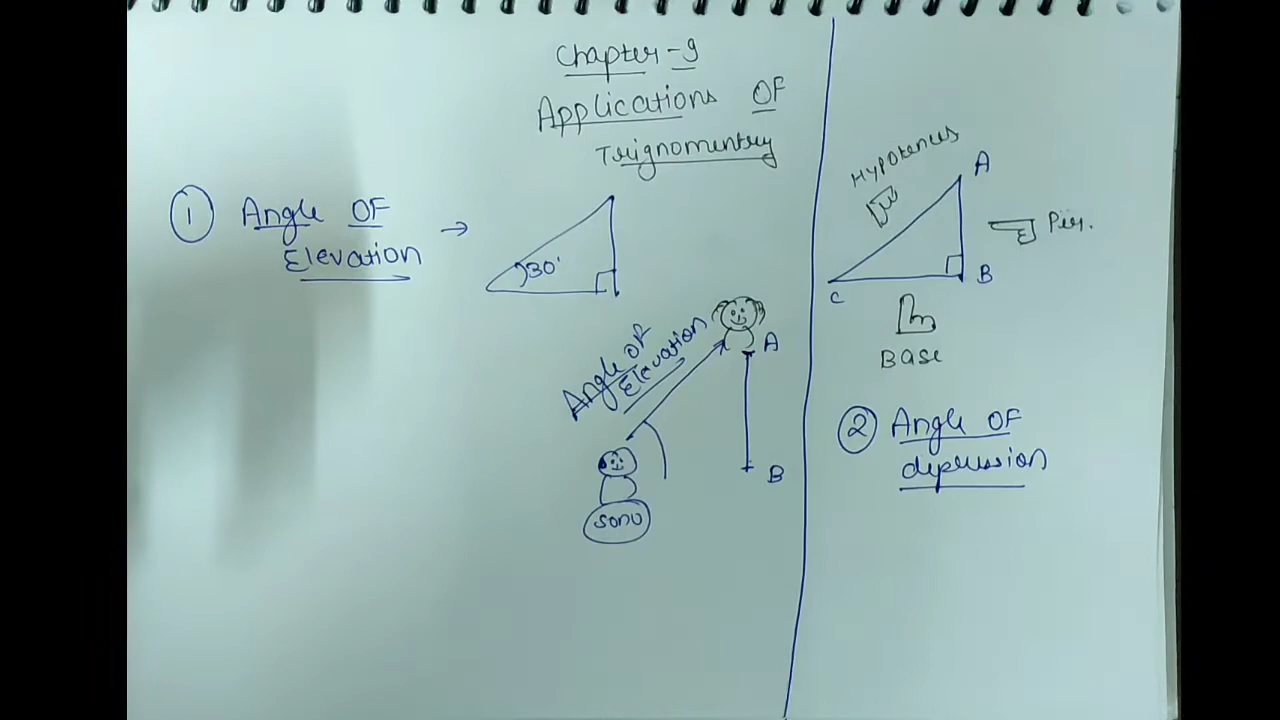 Chapter-9
Applications OF
Trignomentry
① Angle OF
Elevation →
30'
Angle of
Elevation
A
B
SONU
Hypotenus
A
Per.
B
C
Base
② Angle OF
depression